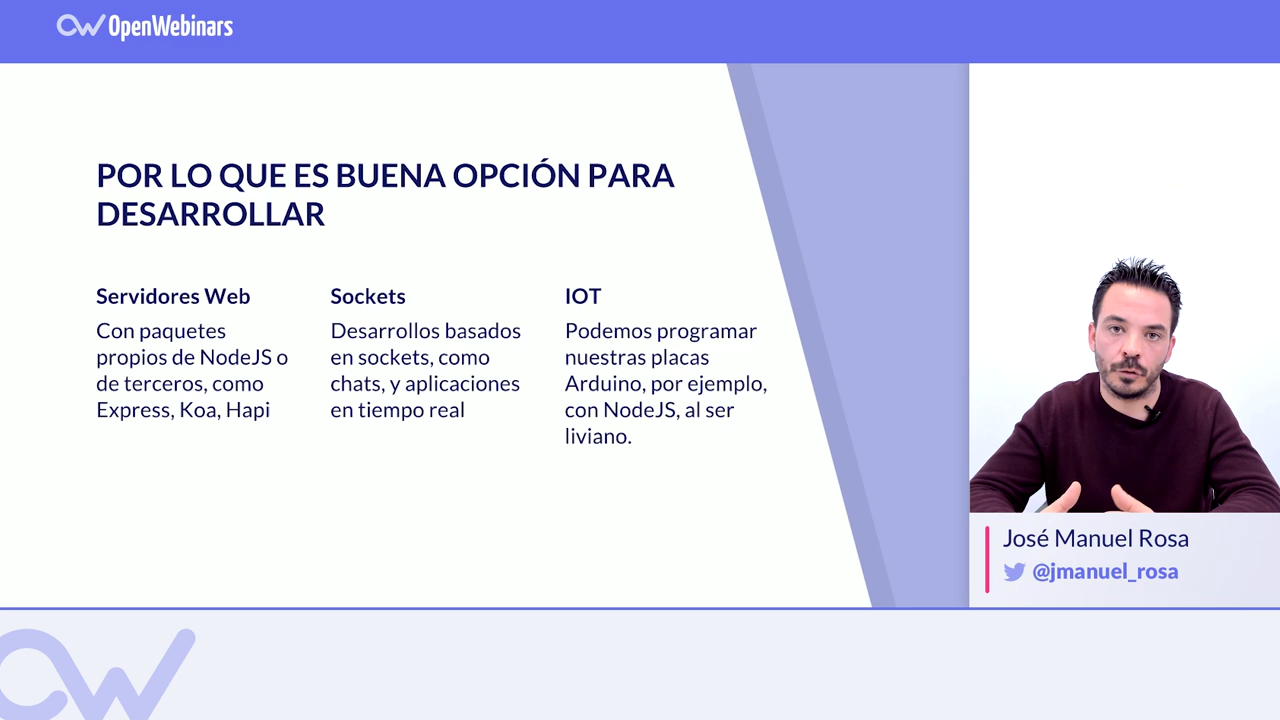 OpenWebinars
POR LO QUE ES BUENA OPCIÓN PARA
DESARROLLAR
Servidores Web
Con paquetes
propios de NodeJS o
de terceros, como
Express, Koa, Hapi
Sockets
Desarrollos basados
en sockets, como
chats, y aplicaciones
en tiempo real
IOT
Podemos programar
nuestras placas
Arduino, por ejemplo,
con NodeJS, al ser
liviano.
José Manuel Rosa
@jmanuel_rosa